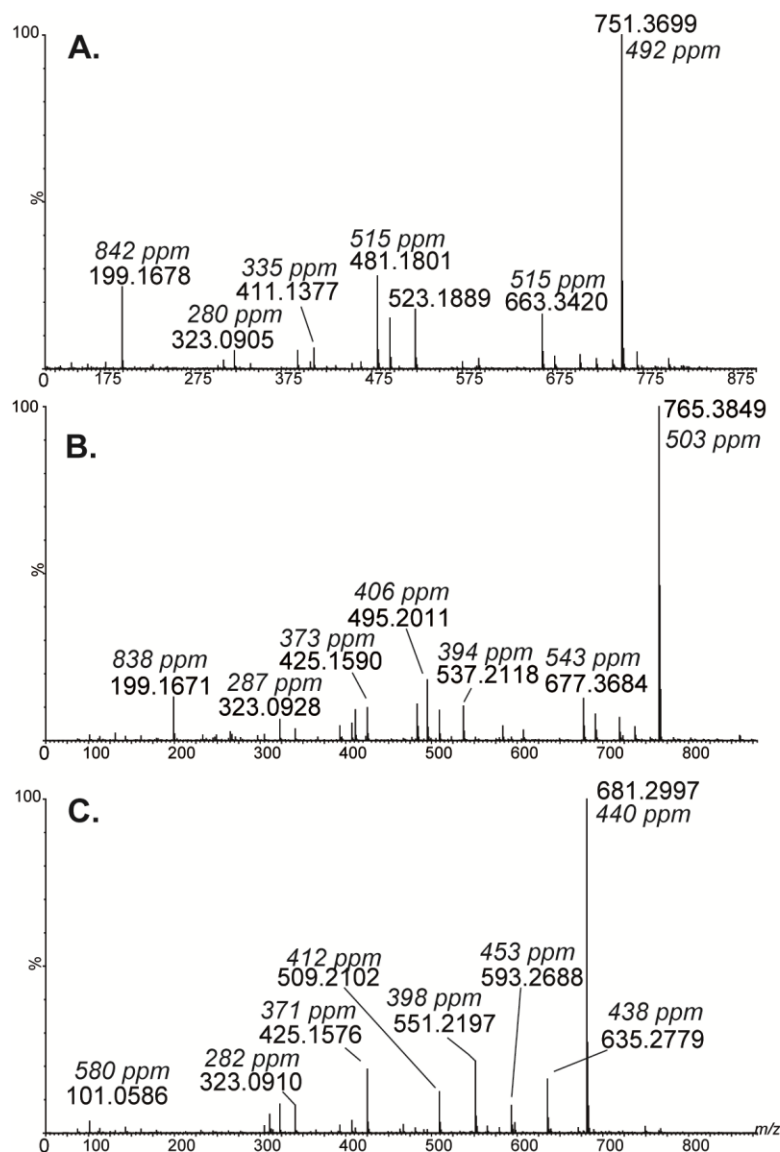 100
A.
751.3699
492 ppm
%
842 ppm
199.1678
280 ppm
323.0905
335 ppm
411.1377
515 ppm
481.1801
523.1889
515 ppm
663.3420
0
175 275 375 475 575 675 775 875
100
B.
765.3849
503 ppm
%
838 ppm
199.1671
287 ppm
323.0928
373 ppm
425.1590
406 ppm
495.2011
394 ppm
537.2118
543 ppm
677.3684
0
100 200 300 400 500 600 700 800
100
C.
681.2997
440 ppm
%
580 ppm
101.0586
282 ppm
323.0910
371 ppm
425.1576
412 ppm
509.2102
398 ppm
551.2197
453 ppm
593.2688
438 ppm
635.2779
0
100 200 300 400 500 600 700 800 m/z